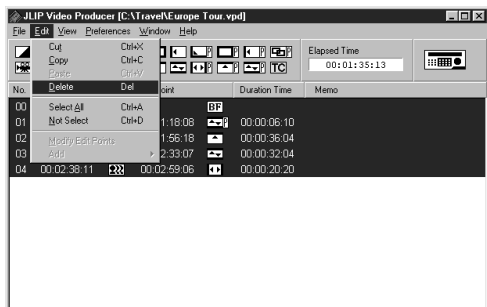 JLIP Video Producer [C:\Travel\Europe Tour.vpd]
File Edit View Preferences Window Help
Elapsed Time
00:01:35:13
TC
Cut Ctrl+X
Copy Ctrl+C
Paste Ctrl+V
Delete Del
Select All Ctrl+A
Not Select Ctrl+D
Modify Edit Points
Add
No. oint Duration Time Memo
00 BF
01 1:18:08 P 00:00:06:10
02 1:56:18 00:00:36:04
03 2:33:07 00:00:32:04
04 00:02:38:11 00:02:59:06 00:00:20:20